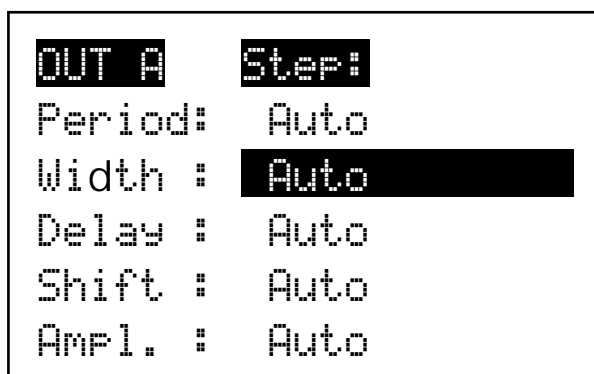 OUT A Step:
Period: Auto
Width : Auto
Delay : Auto
Shift : Auto
Ampl. : Auto